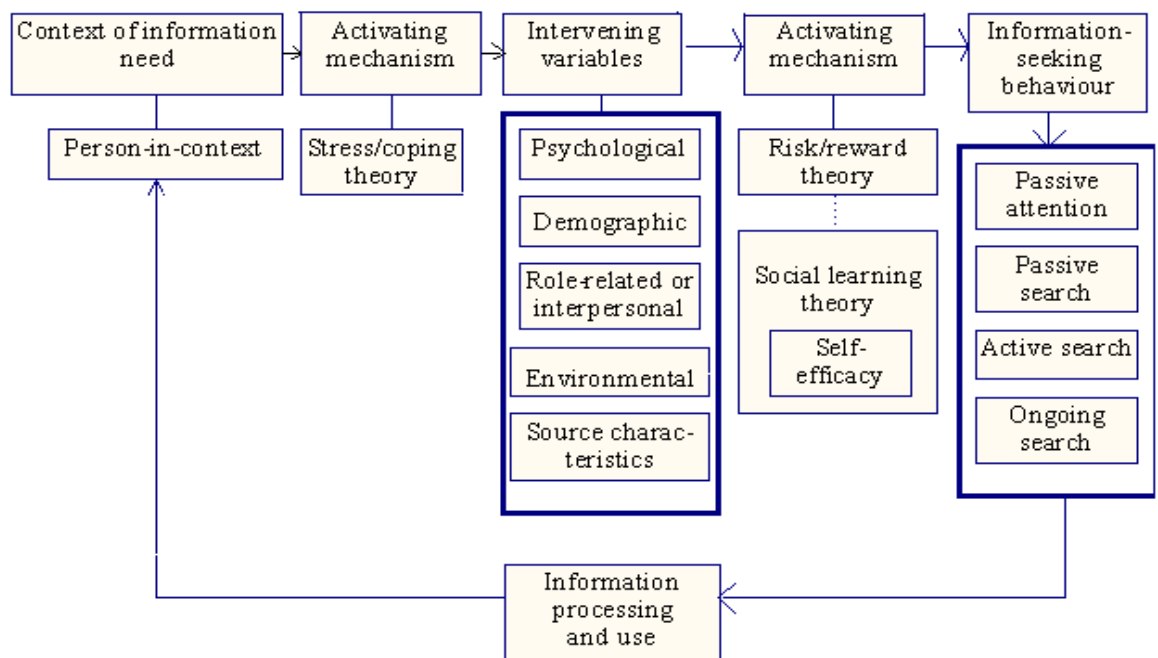 Context of information
need
Activating
mechanism
Intervening
variables
Activating
mechanism
Information-
seeking
behaviour
Person-in-context
Stress/coping
theory
Psychological
Demographic
Role-related or
interpersonal
Environmental
Source charac-
teristics
Risk/reward
theory
Social learning
theory
Self-
efficacy
Passive
attention
Passive
search
Active search
Ongoing
search
Information
processing
and use